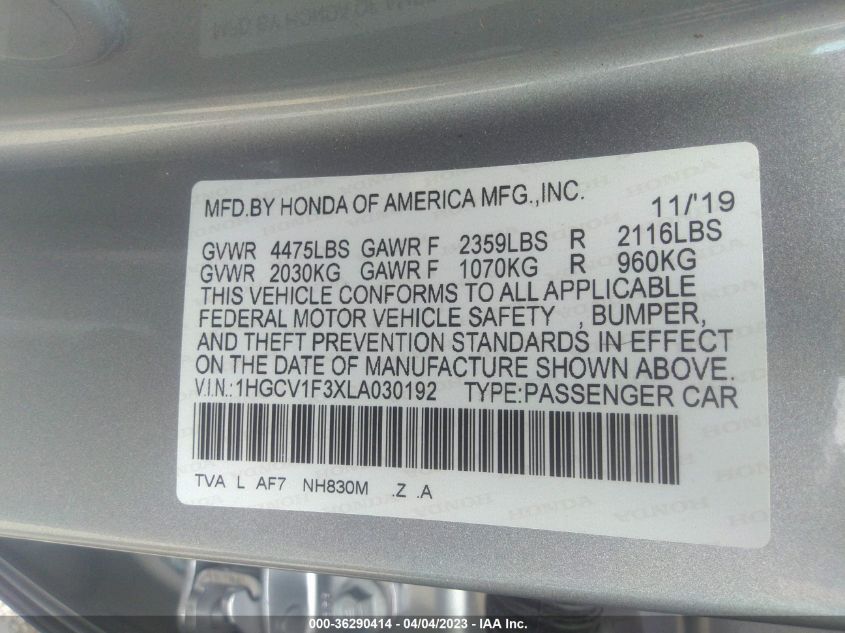 MFD.BY HONDA OF AMERICA MFG.,INC. 11/'19
GVWR 4475LBS GAWR F 2359LBS R 2116LBS
GVWR 2030KG GAWR F 1070KG R 960KG
THIS VEHICLE CONFORMS TO ALL APPLICABLE
FEDERAL MOTOR VEHICLE SAFETY , BUMPER,
AND THEFT PREVENTION STANDARDS IN EFFECT
ON THE DATE OF MANUFACTURE SHOWN ABOVE.
V.I.N.:1HGCV1F3XLA030192 TYPE:PASSENGER CAR
TVA L AF7 NH830M .Z .A
000-36290414 - 04/04/2023 - IAA Inc.